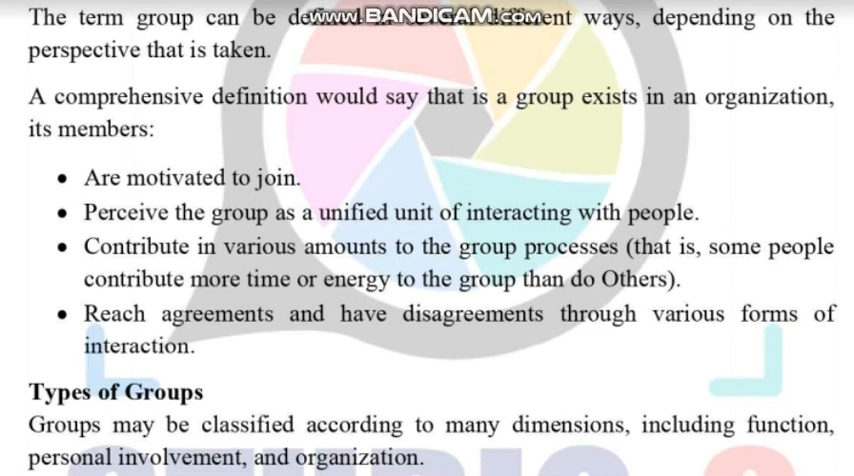 The term group can be ways, depending on the
www.BANDICAM.com
perspective that is taken.
A comprehensive definition would say that is a group exists in an organization,
its members:
• Are motivated to join.
• Perceive the group as a unified unit of interacting with people.
• Contribute in various amounts to the group processes (that is, some people
contribute more time or energy to the group than do Others).
• Reach agreements and have disagreements through various forms of
interaction.
Types of Groups
Groups may be classified according to many dimensions, including function,
personal involvement, and organization.